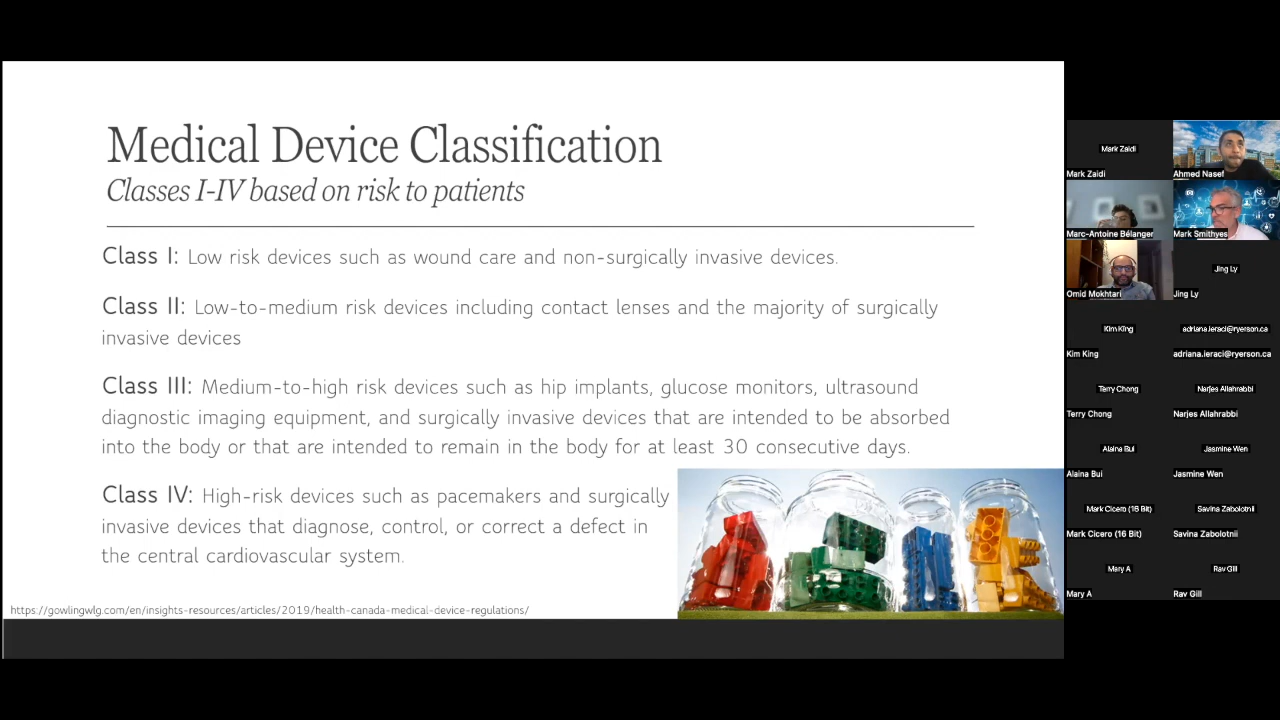 Medical Device Classification
Classes I-IV based on risk to patients
Class I: Low risk devices such as wound care and non-surgically invasive devices.
Class II: Low-to-medium risk devices including contact lenses and the majority of surgically
invasive devices
Class III: Medium-to-high risk devices such as hip implants, glucose monitors, ultrasound
diagnostic imaging equipment, and surgically invasive devices that are intended to be absorbed
into the body or that are intended to remain in the body for at least 30 consecutive days.
Class IV: High-risk devices such as pacemakers and surgically
invasive devices that diagnose, control, or correct a defect in
the central cardiovascular system.
https://gowlingwlg.com/en/insights-resources/articles/2019/health-canada-medical-device-regulations/
Mark Zaidi
Mark Zaidi
Ahmed Nasef
Marc-Antoine Bélanger
Mark Smithyes
Omid Mokhtari
Jing Ly
Jing Ly
Kim King
adriana.ieraci@ryerson.ca
Kim King
adriana.ieraci@ryerson.ca
Terry Chong
Narjes Allahrabbi
Terry Chong
Narjes Allahrabbi
Alaina Bui
Jasmine Wen
Alaina Bui
Jasmine Wen
Mark Cicero (16 Bit)
Savina Zabolotnii
Mark Cicero (16 Bit)
Savina Zabolotnii
Mary A
Rav Gill
Mary A
Rav Gill